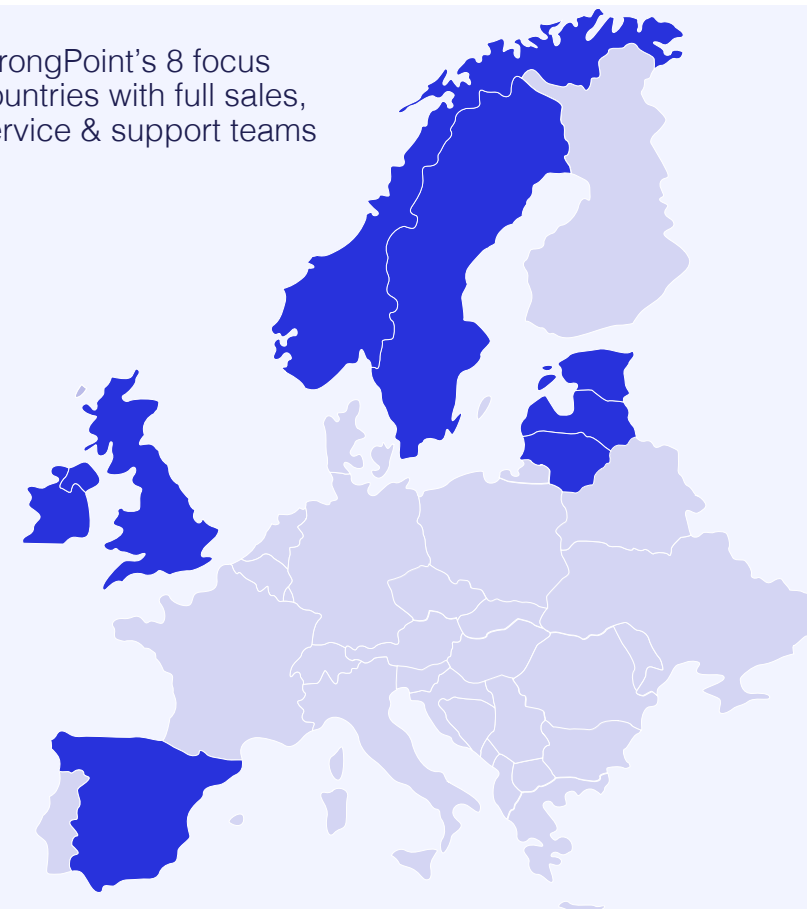 rongPoint's 8 focus
ountries with full sales,
ervice & support teams